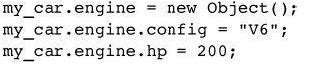 my_car.engine = new Object();
my_car.engine.config = "V6";
my_car.engine.hp = 200;